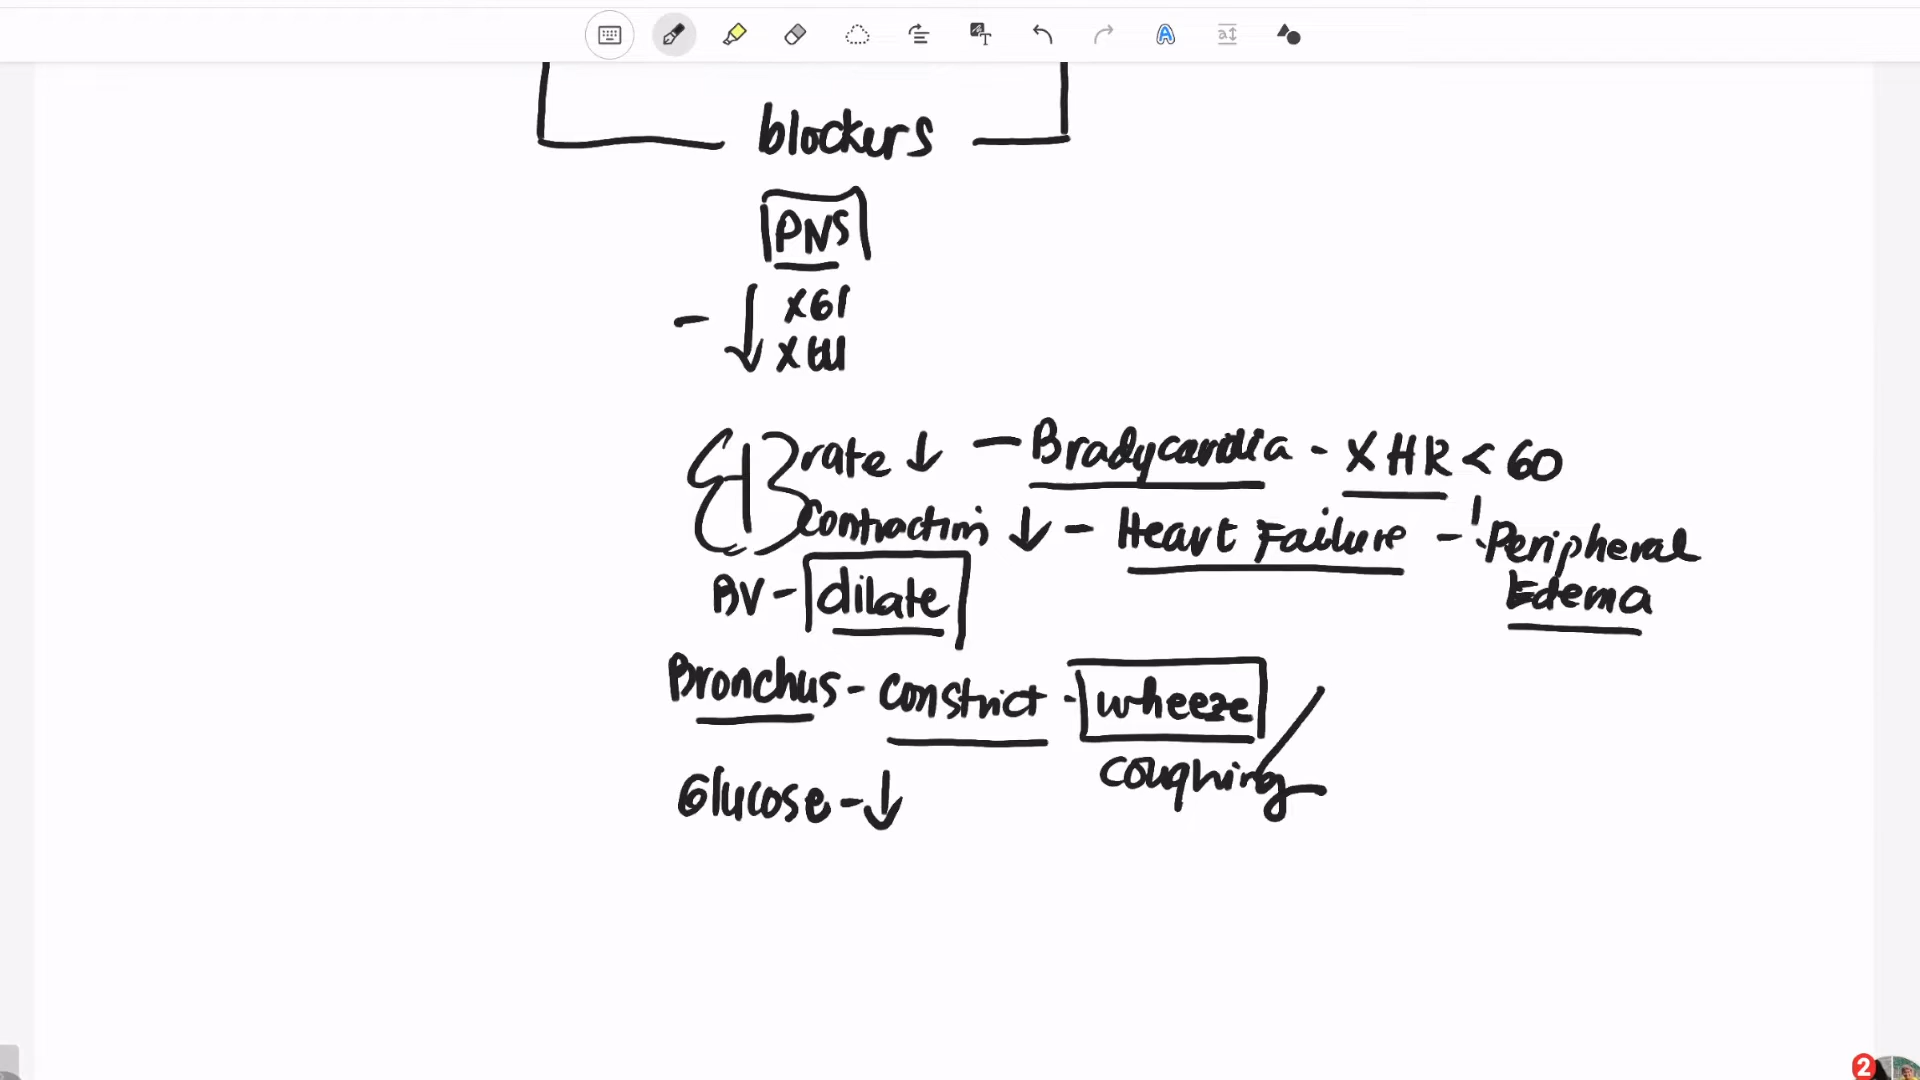 blockers
PNS
- ↓ X GI
X GU
rate ↓ - Bradycardia - X HR < 60
Contraction ↓ - Heart Failure - ! Peripheral
Edema
BV - dilate
Bronchus - constrict - wheeze
coughing
Glucose - ↓
2